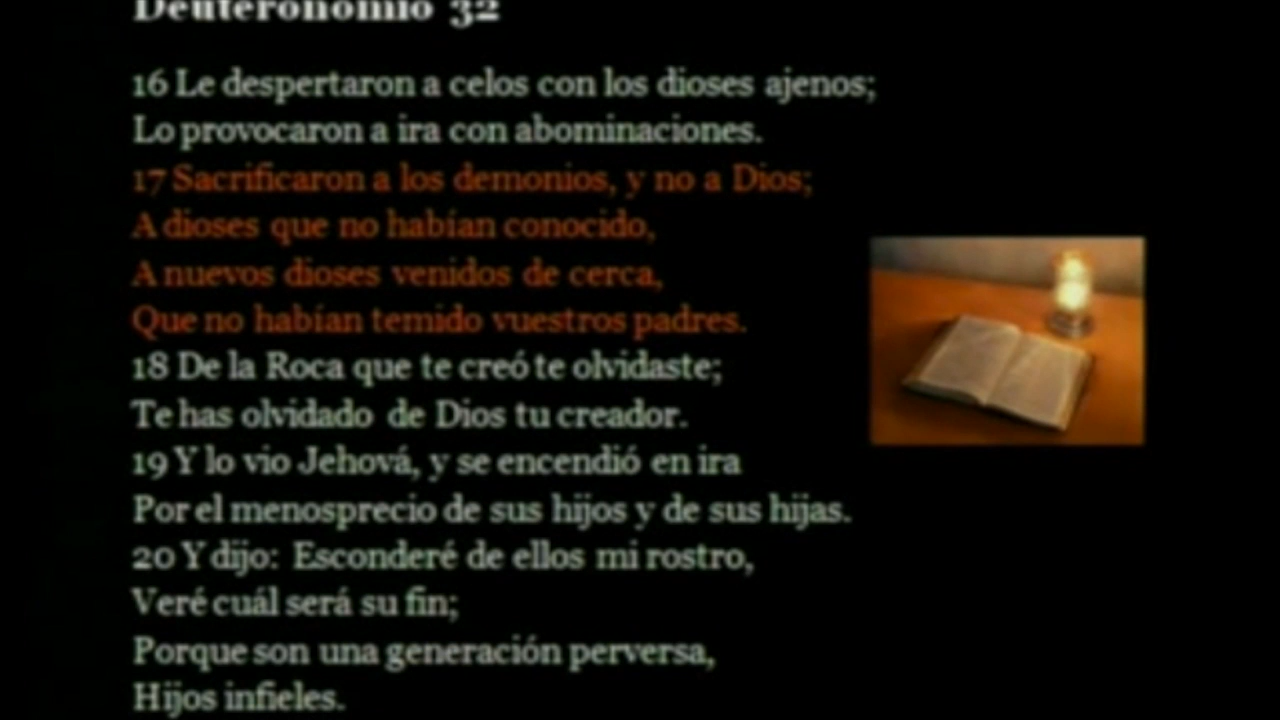 Deuteronomio 32
16 Le despertaron a celos con los dioses ajenos;
Lo provocaron a ira con abominaciones.
17 Sacrificaron a los demonios, y no a Dios;
A dioses que no habían conocido,
A nuevos dioses venidos de cerca,
Que no habían temido vuestros padres.
18 De la Roca que te creó te olvidaste;
Te has olvidado de Dios tu creador.
19 Y lo vio Jehová, y se encendió en ira
Por el menosprecio de sus hijos y de sus hijas.
20 Y dijo: Esconderé de ellos mi rostro,
Veré cuál será su fin;
Porque son una generación perversa,
Hijos infieles.